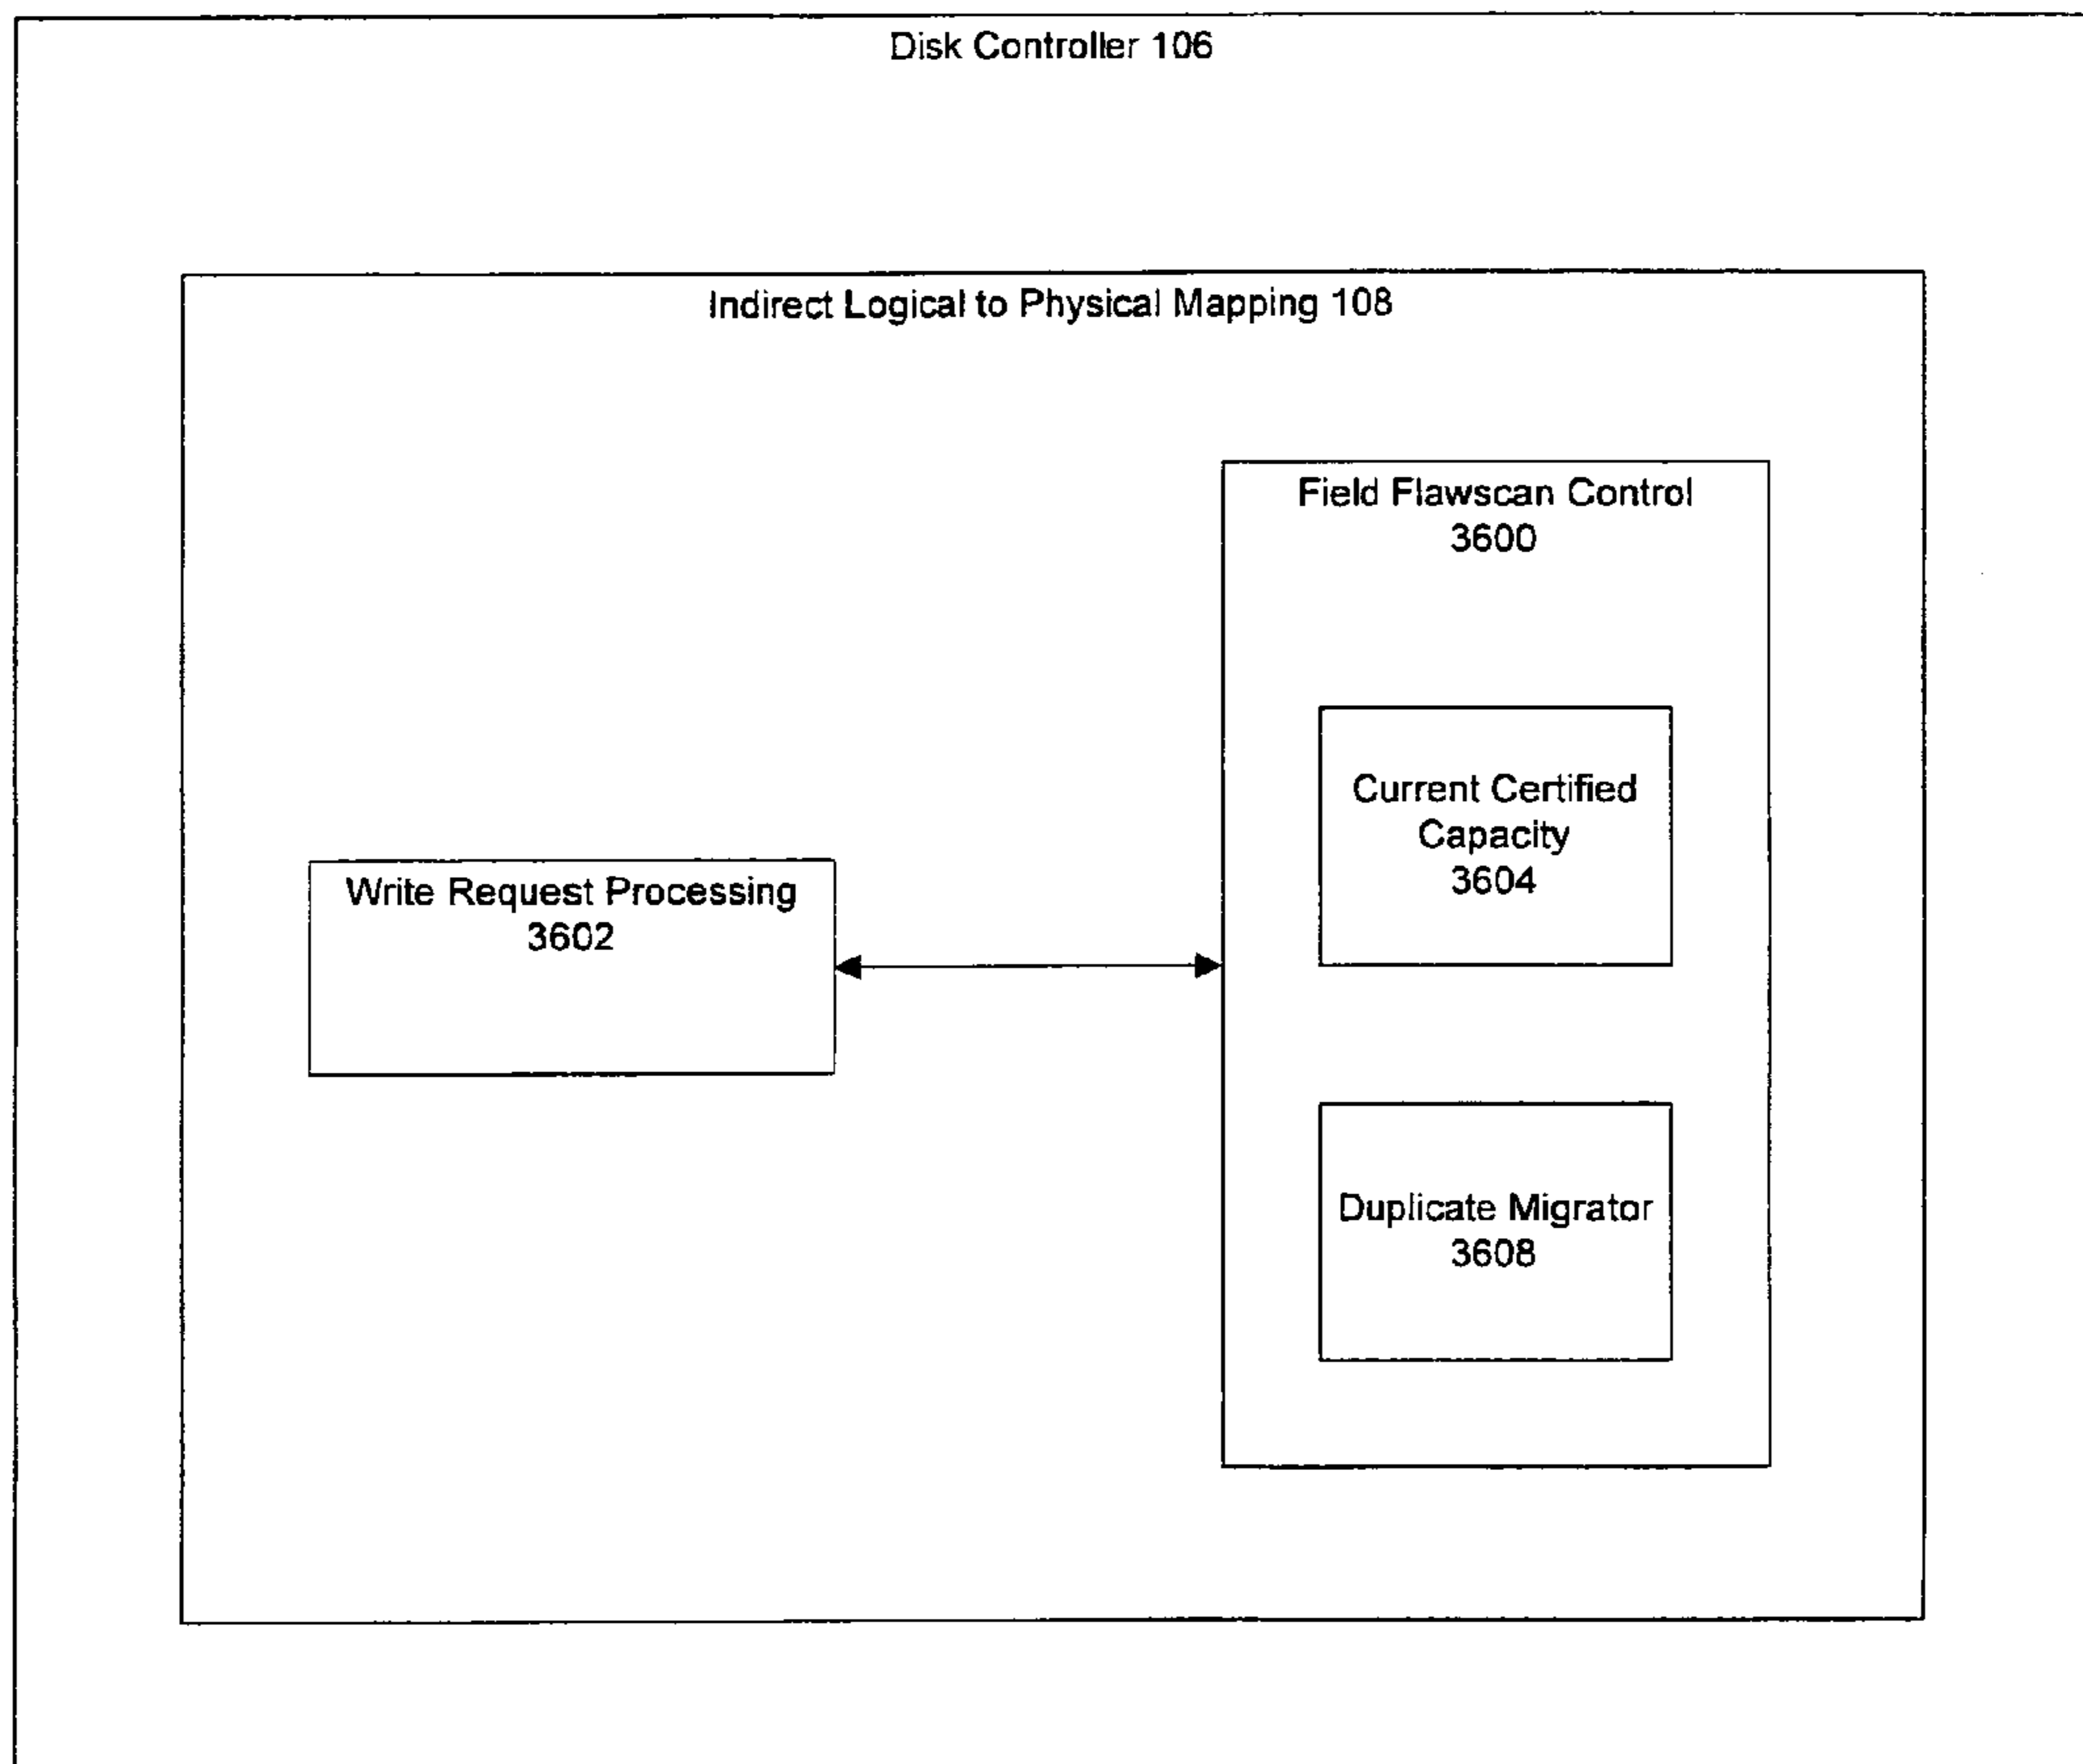 Disk Controller 106
Indirect Logical to Physical Mapping 108
Field Flawscan Control
3600
Current Certified
Capacity
3604
Write Request Processing
3602
Duplicate Migrator
3608